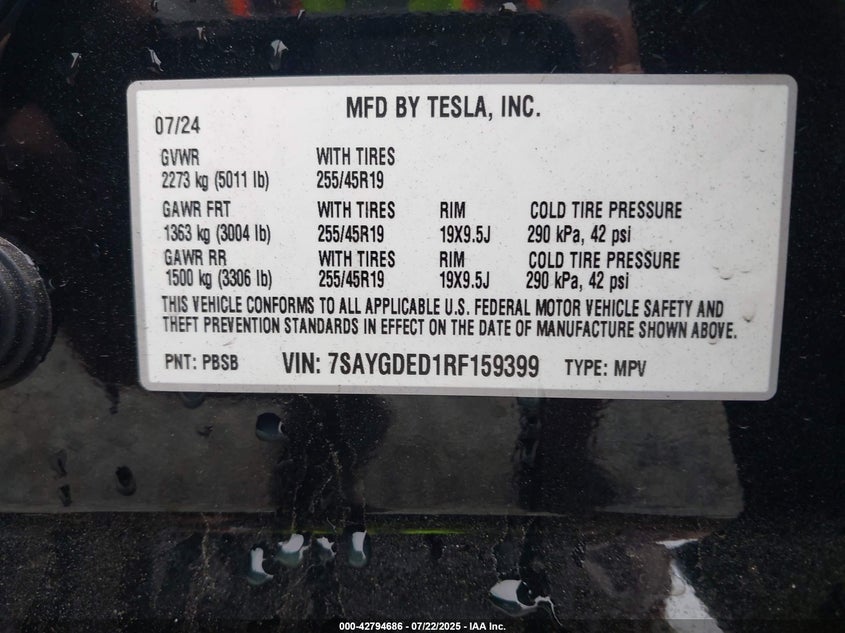 MFD BY TESLA, INC.
07/24
GVWR WITH TIRES
2273 kg (5011 lb) 255/45R19
GAWR FRT WITH TIRES RIM COLD TIRE PRESSURE
1363 kg (3004 lb) 255/45R19 19X9.5J 290 kPa, 42 psi
GAWR RR WITH TIRES RIM COLD TIRE PRESSURE
1500 kg (3306 lb) 255/45R19 19X9.5J 290 kPa, 42 psi
THIS VEHICLE CONFORMS TO ALL APPLICABLE U.S. FEDERAL MOTOR VEHICLE SAFETY AND
THEFT PREVENTION STANDARDS IN EFFECT ON THE DATE OF MANUFACTURE SHOWN ABOVE.
PNT: PBSB VIN: 7SAYGDED1RF159399 TYPE: MPV
000-42794686 - 07/22/2025 - IAA Inc.